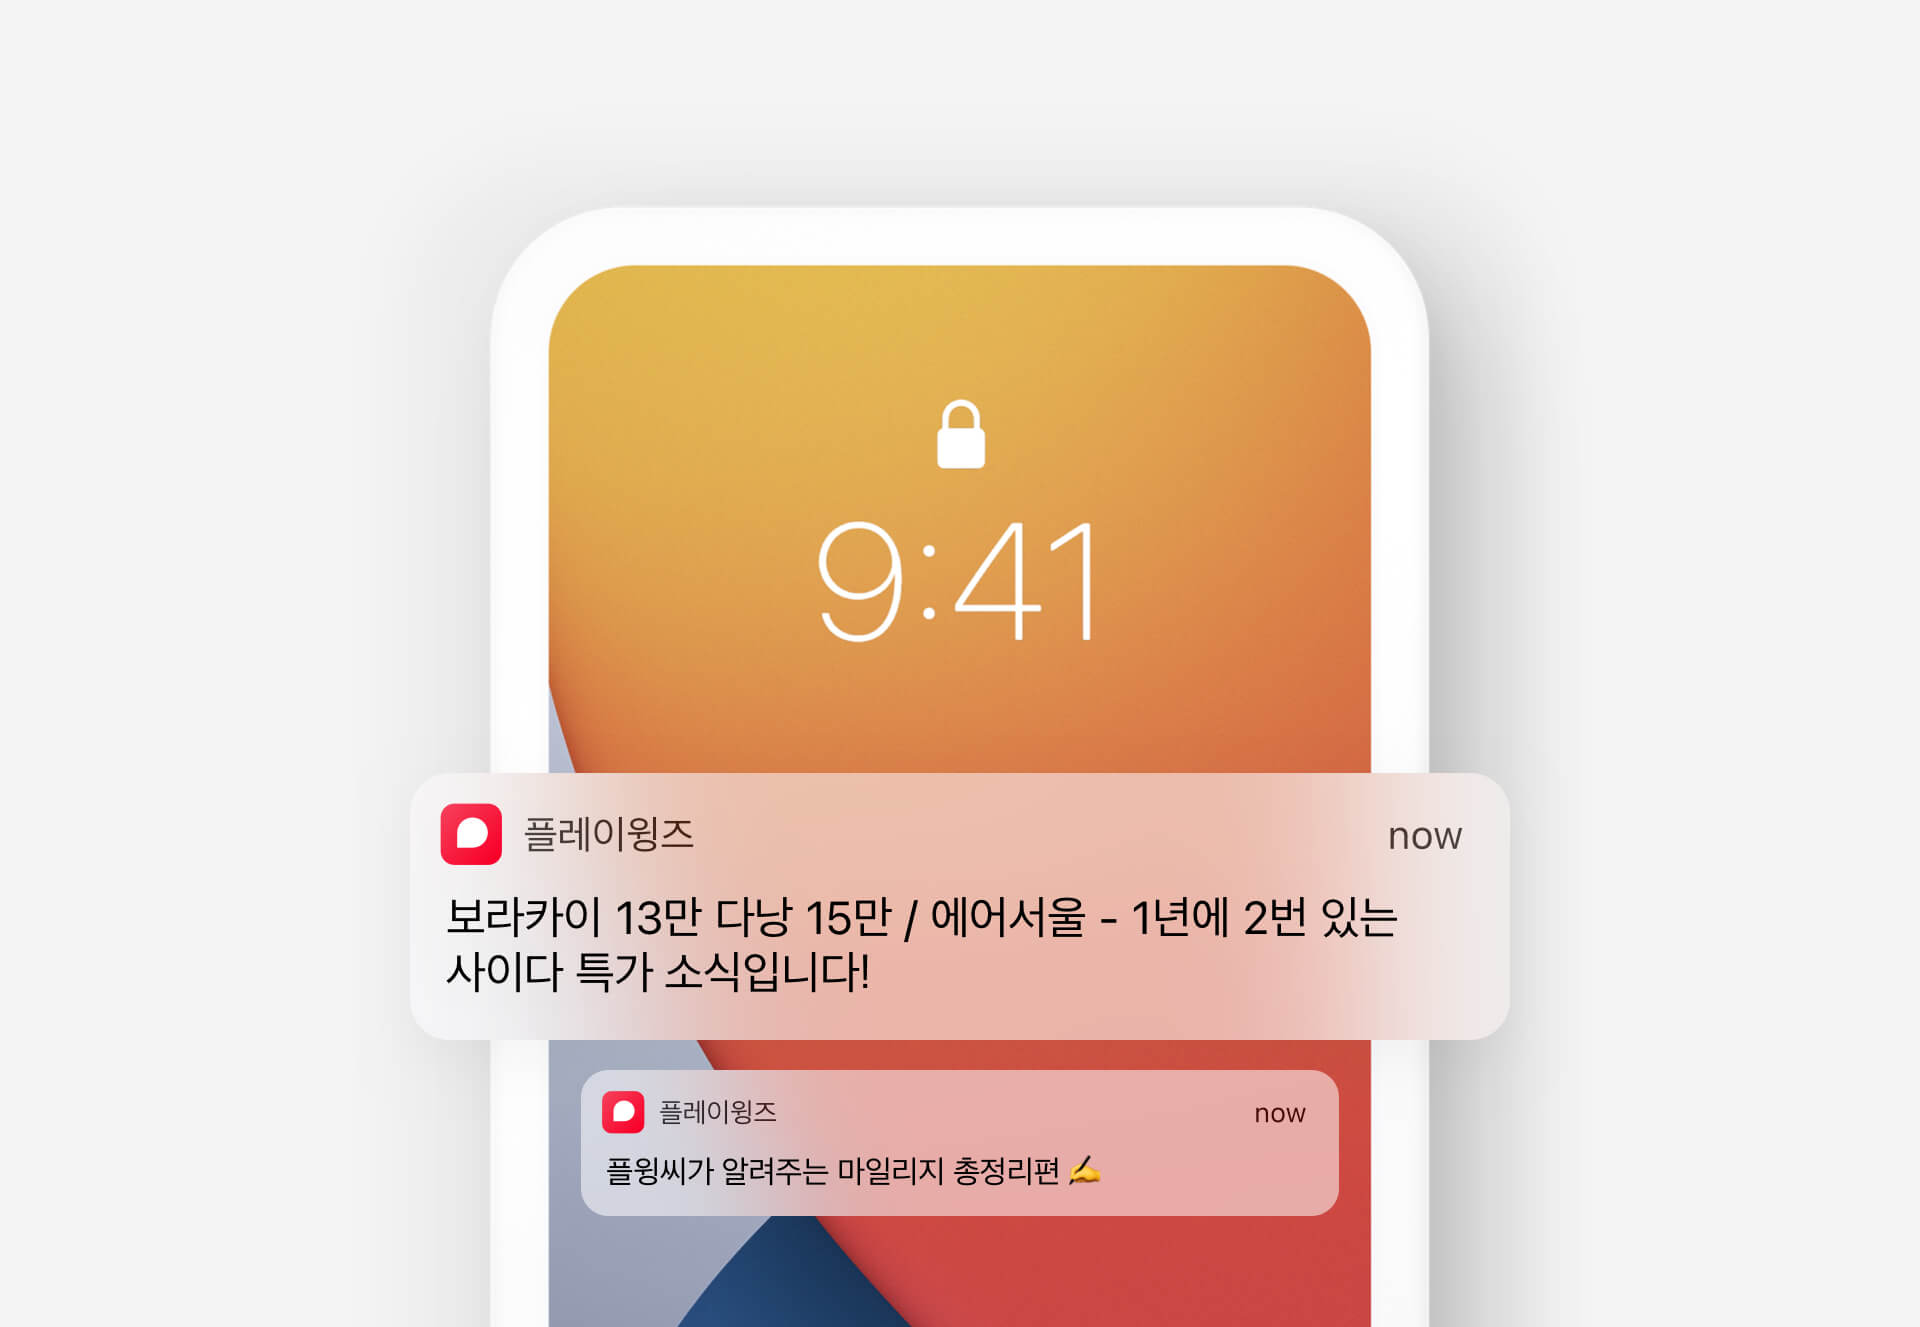 9:41
플레이윙즈
now
보라카이 13만 다낭 15만 / 에어서울 - 1년에 2번 있는
사이다 특가 소식입니다!
플레이윙즈
now
플윙씨가 알려주는 마일리지 총정리편 ✍️